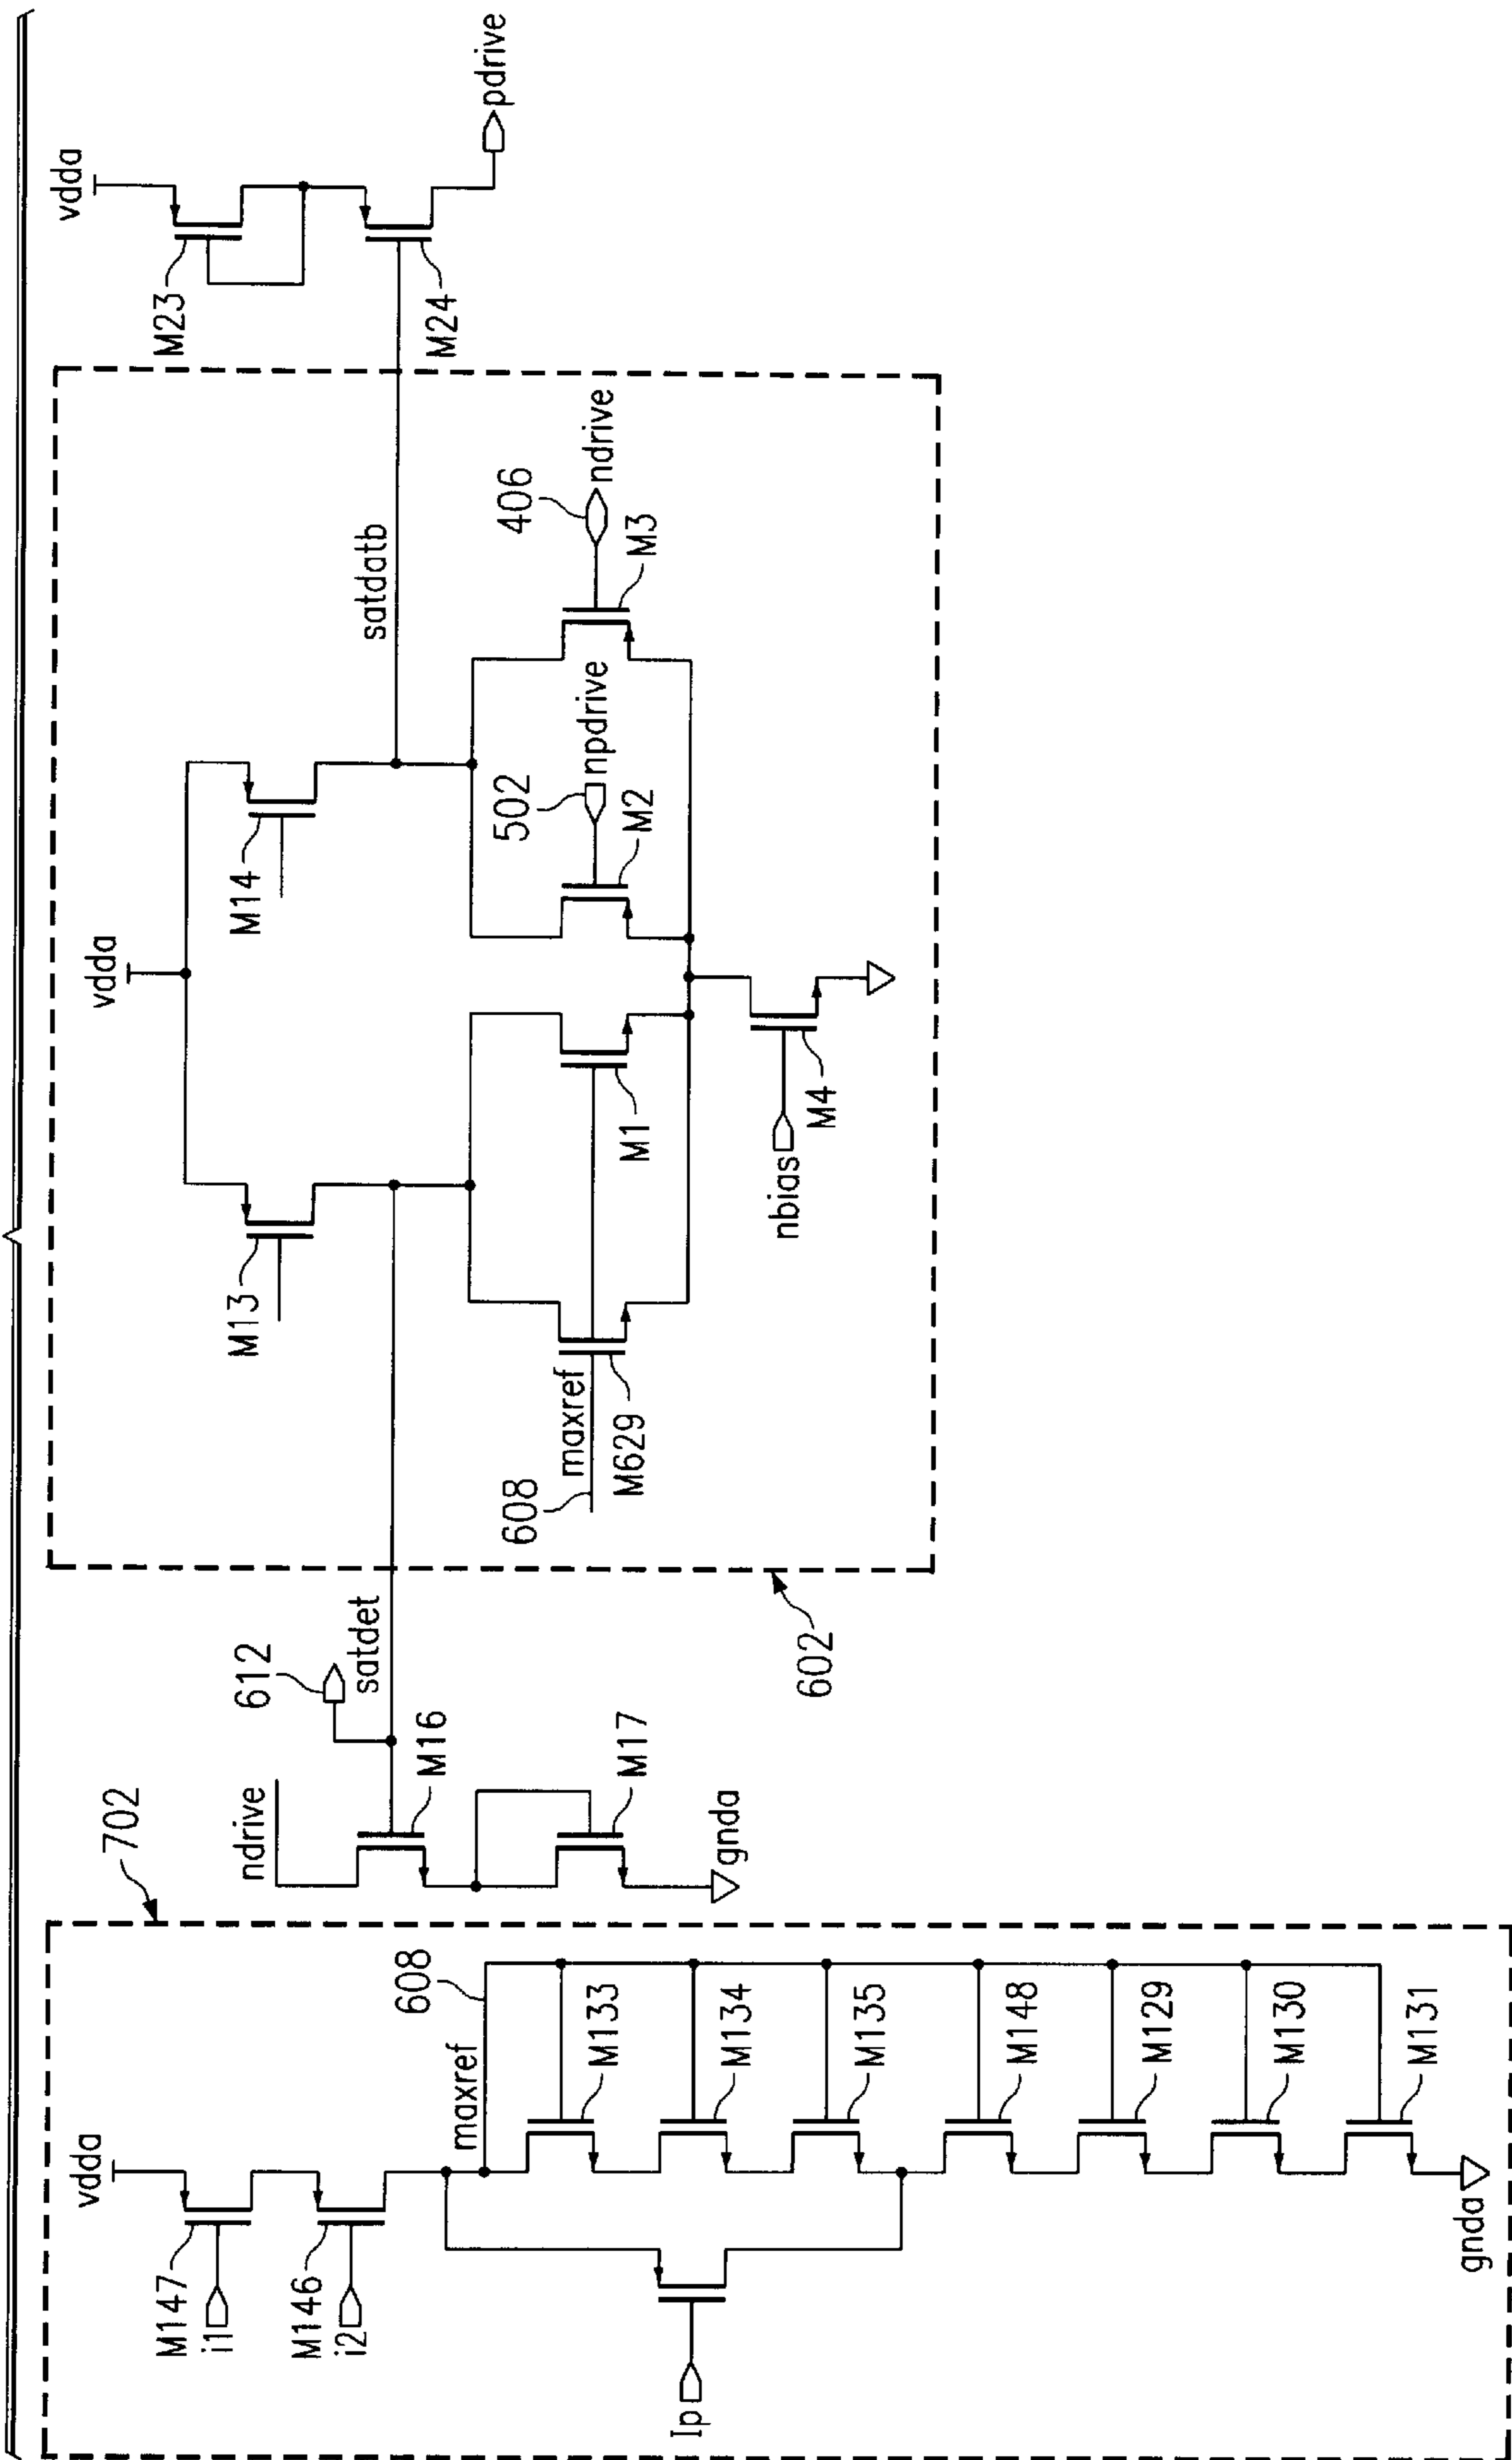 702
vdda
M147
i1
M146
i2
Ip
maxref
608
M133
M134
M135
M148
M129
M130
M131
gnda
ndrive
M16
M17
gnda
612
satdet
602
vdda
M13
M14
satdatb
608
maxref
M629
M1
502
npdrive
M2
406
ndrive
M3
nbias
M4
vdda
M23
M24
pdrive